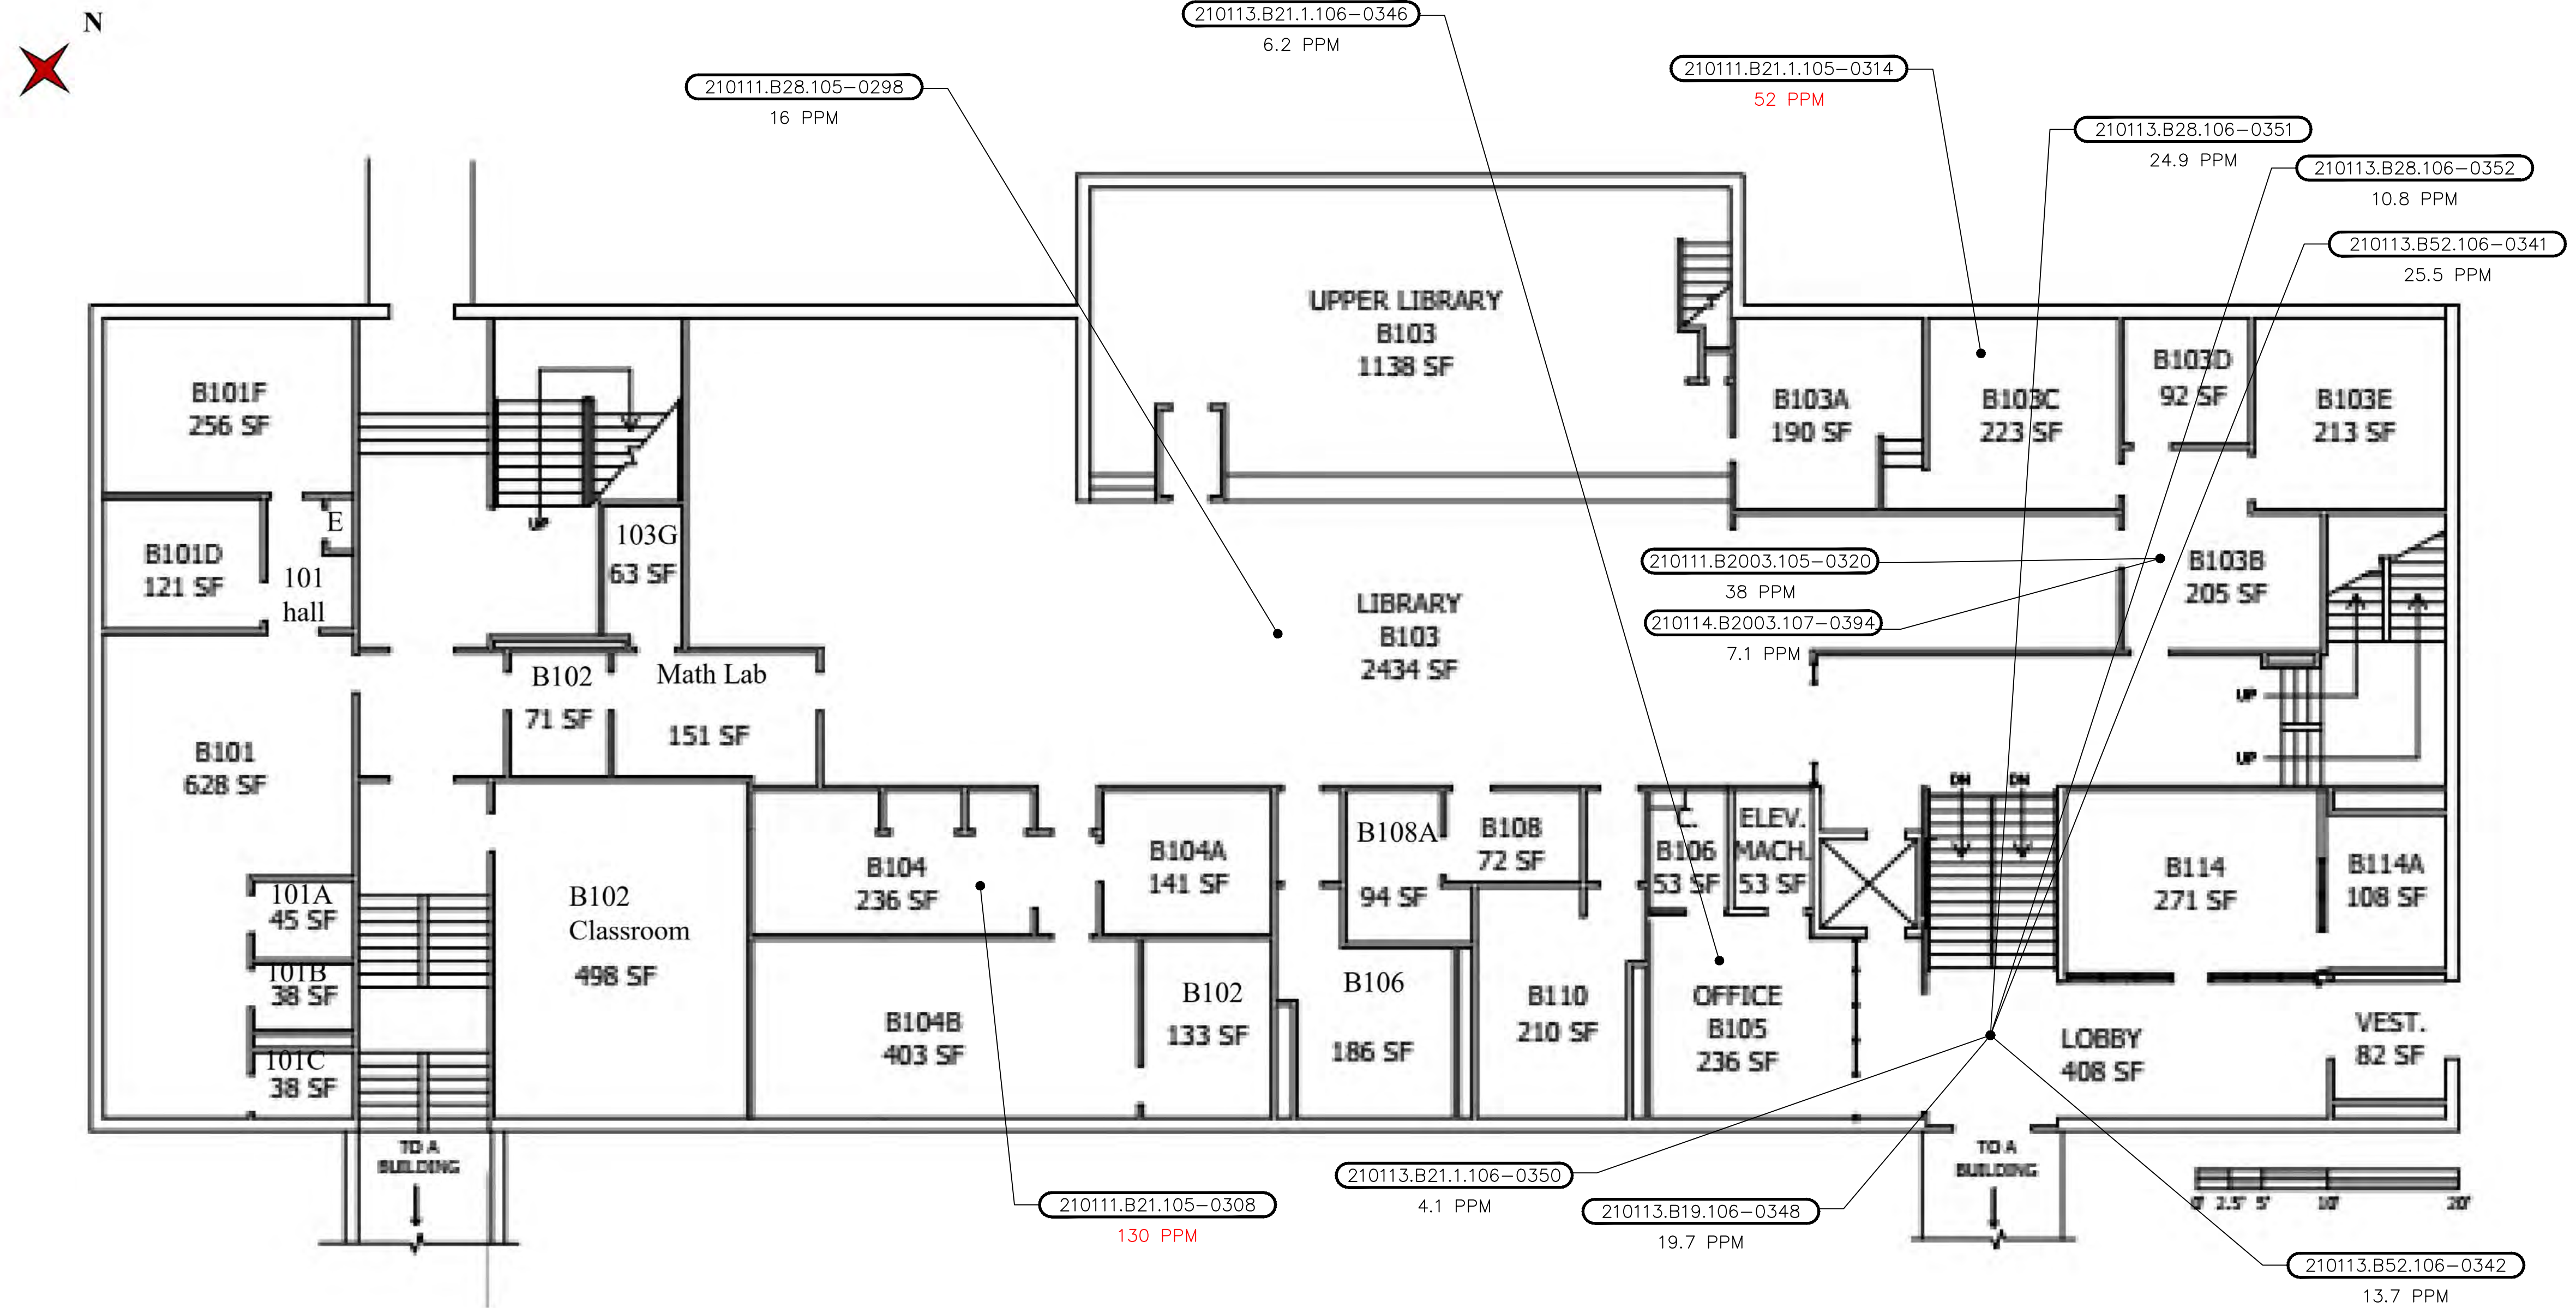 N
210113.B21.1.106-0346
6.2 PPM
210111.B28.105-0298
16 PPM
210111.B21.1.105-0314
52 PPM
210113.B28.106-0351
24.9 PPM
210113.B28.106-0352
10.8 PPM
210113.B52.106-0341
25.5 PPM
UPPER LIBRARY
B103
1138 SF
B101F
256 SF
B103A
190 SF
B103C
223 SF
B103D
92 SF
B103E
213 SF
E
UP
B101D
121 SF
101
hall
103G
63 SF
210111.B2003.105-0320
38 PPM
210114.B2003.107-0394
7.1 PPM
B103B
205 SF
LIBRARY
B103
2434 SF
B102
71 SF
Math Lab
151 SF
UP
UP
B101
628 SF
DN
DN
B104
236 SF
B104A
141 SF
B108A
94 SF
B108
72 SF
C.
B106
53 SF
ELEV.
MACH.
53 SF
B114
271 SF
B114A
108 SF
101A
45 SF
101B
38 SF
101C
38 SF
B102
Classroom
498 SF
B104B
403 SF
B102
133 SF
B106
186 SF
B110
210 SF
OFFICE
B105
236 SF
LOBBY
408 SF
VEST.
82 SF
TO A
BUILDING
TO A
BUILDING
210113.B21.1.106-0350
4.1 PPM
210111.B21.105-0308
130 PPM
210113.B19.106-0348
19.7 PPM
0' 2.5' 5' 10' 20'
210113.B52.106-0342
13.7 PPM